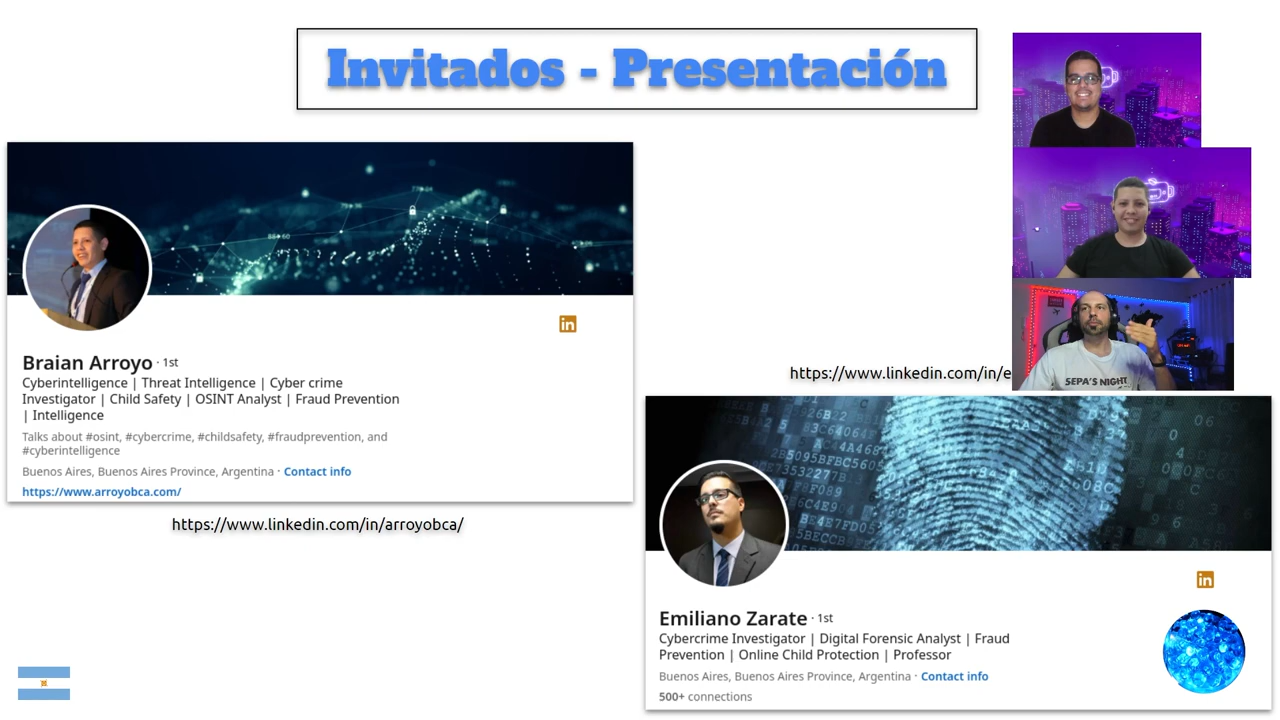 Invitados - Presentación
Braian Arroyo · 1st
Cyberintelligence | Threat Intelligence | Cyber crime
Investigator | Child Safety | OSINT Analyst | Fraud Prevention
| Intelligence
Talks about #osint, #cybercrime, #childsafety, #fraudprevention, and
#cyberintelligence
Buenos Aires, Buenos Aires Province, Argentina · Contact info
https://www.arroyobca.com/
https://www.linkedin.com/in/arroyobca/
SEPA'S NIGHT
https://www.linkedin.com/in/e
in
in
Emiliano Zarate · 1st
Cybercrime Investigator | Digital Forensic Analyst | Fraud
Prevention | Online Child Protection | Professor
Buenos Aires, Buenos Aires Province, Argentina · Contact info
500+ connections